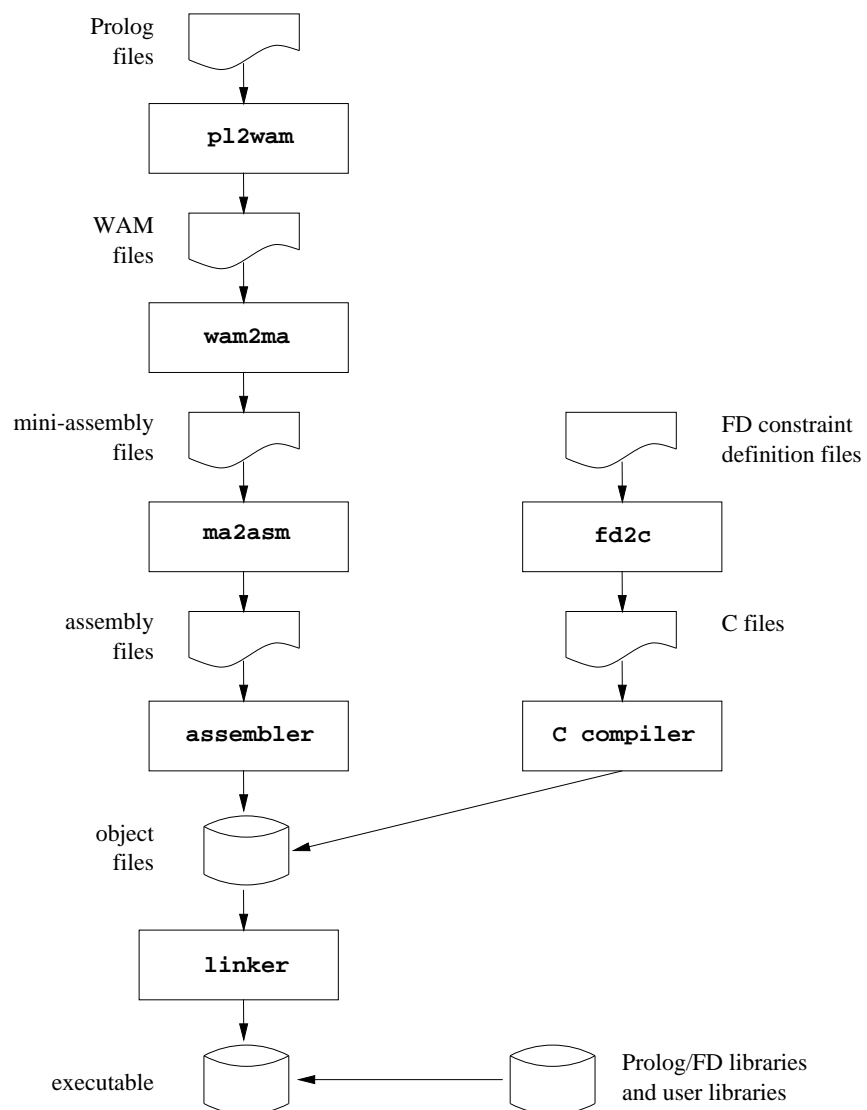 Prolog
files
pl2wam
WAM
files
wam2ma
mini-assembly
files
FD constraint
definition files
ma2asm
fd2c
assembly
files
C files
assembler
C compiler
object
files
linker
executable
Prolog/FD libraries
and user libraries